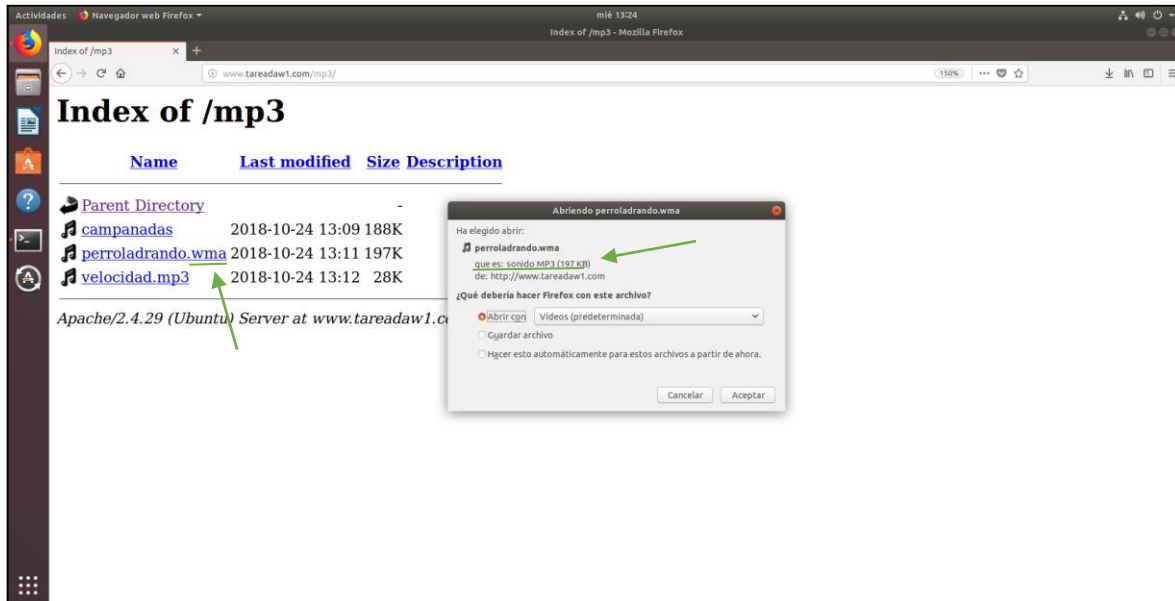 Actividades Navegador web Firefox mié 13:24
Index of /mp3 - Mozilla Firefox
Index of /mp3
www.tareadaw1.com/mp3/ 150%
Index of /mp3
Name Last modified Size Description
Parent Directory -
campanadas 2018-10-24 13:09 188K
perroladrando.wma 2018-10-24 13:11 197K
velocidad.mp3 2018-10-24 13:12 28K
Apache/2.4.29 (Ubuntu) Server at www.tareadaw1.co
Abriendo perroladrando.wma
Ha elegido abrir:
perroladrando.wma
que es: sonido MP3 (197 KB)
de: http://www.tareadaw1.com
¿Qué debería hacer Firefox con este archivo?
Abrir con Vídeos (predeterminada)
Guardar archivo
Hacer esto automáticamente para estos archivos a partir de ahora.
Cancelar Aceptar